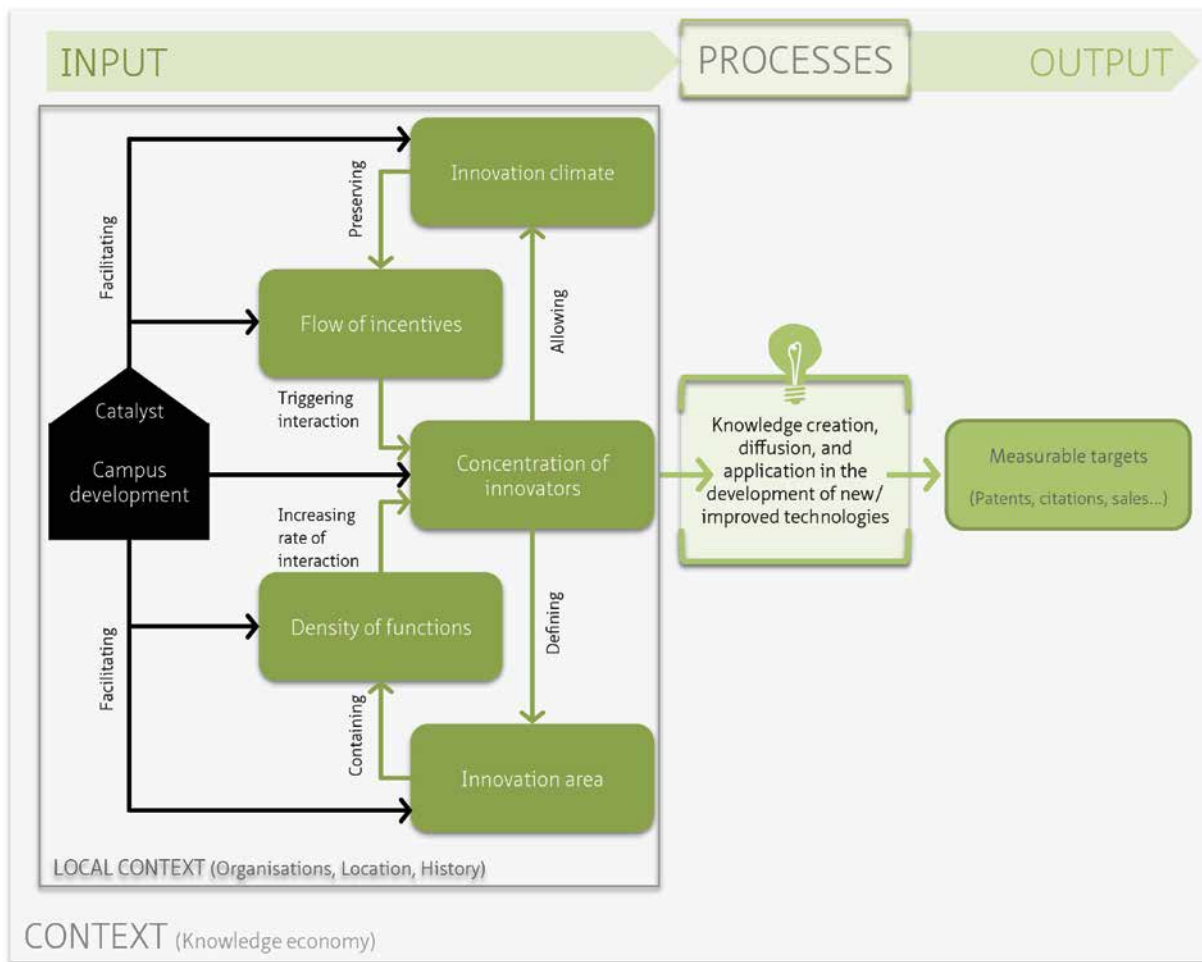 INPUT
PROCESSES
OUTPUT
Innovation climate
Preserving
Facilitating
Flow of incentives
Allowing
Triggering
interaction
Catalyst
Campus
development
Concentration of
innovators
Knowledge creation,
diffusion, and
application in the
development of new/
improved technologies
Measurable targets
(Patents, citations, sales...)
Increasing
rate of
interaction
Density of functions
Defining
Facilitating
Containing
Innovation area
LOCAL CONTEXT (Organisations, Location, History)
CONTEXT (Knowledge economy)